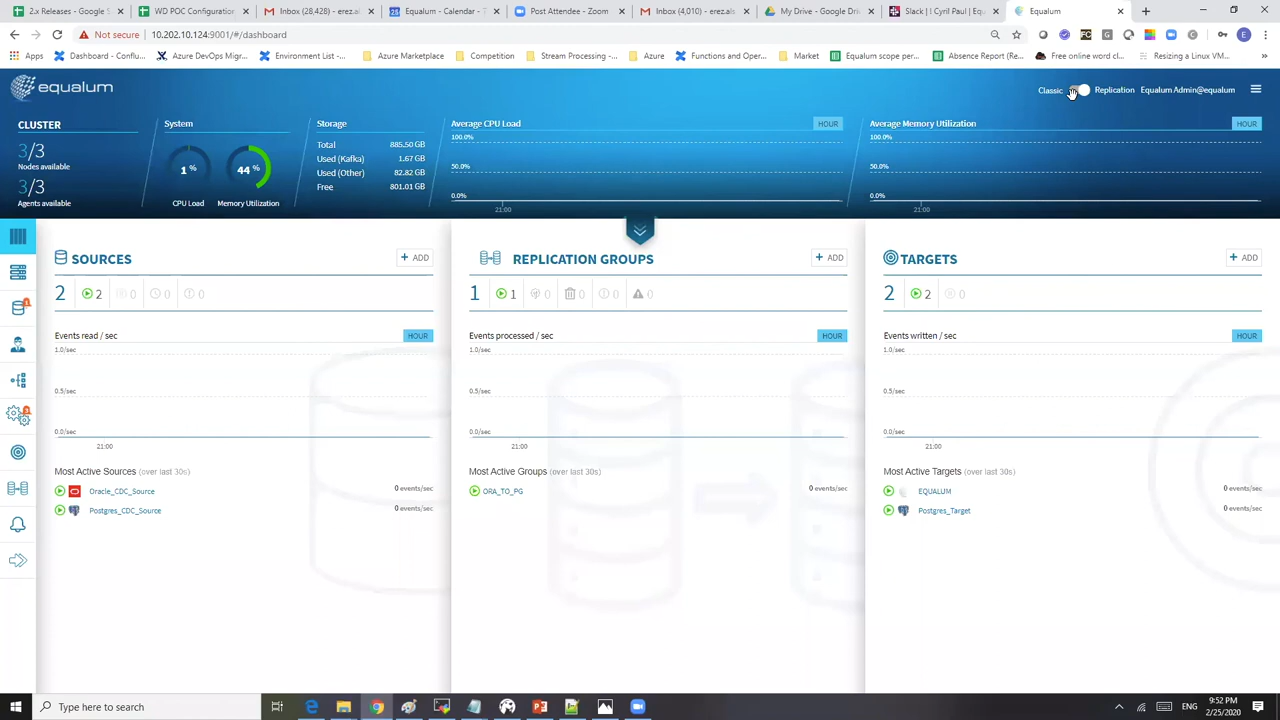 2.x Releases - Google S
WD POC Configuration
Inbox (28,428) - erez.al
Equalum - Calendar - T
Post Attendee - Zoom
Inbox (4,010) - erez.als
My Drive - Google Driv
Slack | I Cyril Paul | Equ
Equalum
Not secure
10.202.10.124:9001/#/dashboard
Apps
Dashboard - Conflu...
Azure DevOps Migr...
Environment List -...
Azure Marketplace
Competition
Stream Processing -...
Azure
Functions and Oper...
Market
Equalum scope per...
Absence Report (Re...
Free online word cl...
Resizing a Linux VM...
»
equalum
Classic
Replication
Equalum Admin@equalum
CLUSTER
3/3
Nodes available
3/3
Agents available
System
1 %
44 %
CPU Load
Memory Utilization
Storage
Total 885.50 GB
Used (Kafka) 1.67 GB
Used (Other) 82.82 GB
Free 801.01 GB
Average CPU Load
HOUR
100.0%
50.0%
0.0%
21:00
Average Memory Utilization
HOUR
100.0%
50.0%
0.0%
21:00
SOURCES
+ ADD
2 2 0 0 0
Events read / sec
HOUR
1.0/sec
0.5/sec
0.0/sec
21:00
Most Active Sources (over last 30s)
Oracle_CDC_Source 0 events/sec
Postgres_CDC_Source 0 events/sec
REPLICATION GROUPS
+ ADD
1 1 0 0 0 0
Events processed / sec
HOUR
1.0/sec
0.5/sec
0.0/sec
21:00
Most Active Groups (over last 30s)
ORA_TO_PG 0 events/sec
TARGETS
+ ADD
2 2 0
Events written / sec
HOUR
1.0/sec
0.5/sec
0.0/sec
21:00
Most Active Targets (over last 30s)
EQUALUM 0 events/sec
Postgres_Target 0 events/sec
Type here to search
ENG
9:52 PM
2/25/2020